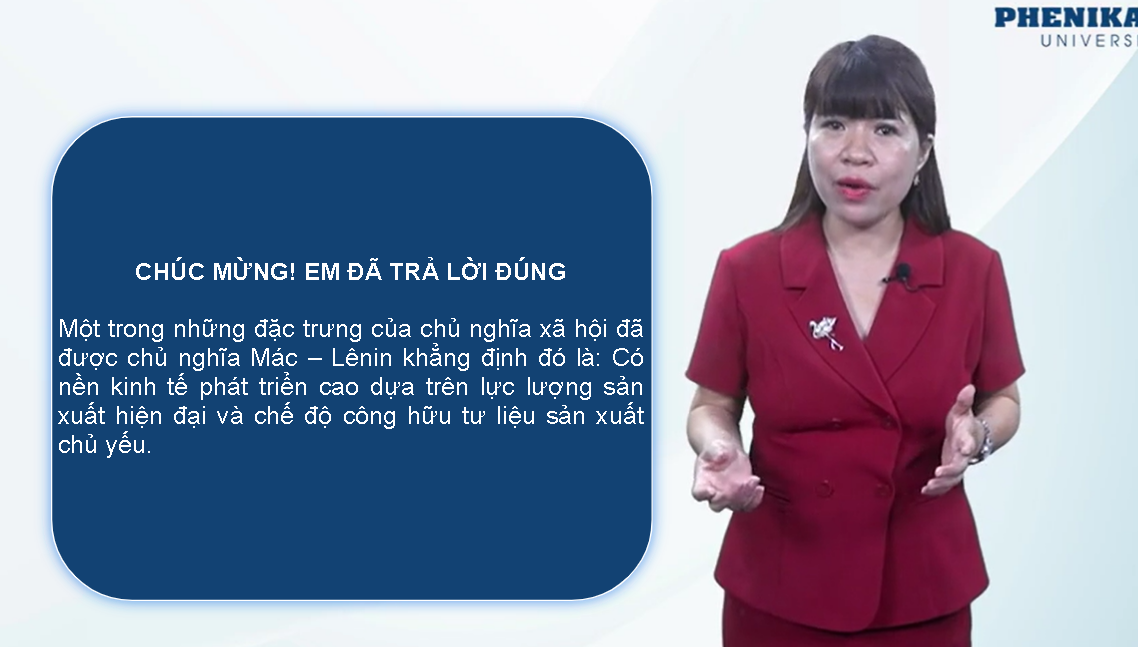 PHENIKA
UNIVERSI
CHÚC MỪNG! EM ĐÃ TRẢ LỜI ĐÚNG
Một trong những đặc trưng của chủ nghĩa xã hội đã
được chủ nghĩa Mác – Lênin khẳng định đó là: Có
nền kinh tế phát triển cao dựa trên lực lượng sản
xuất hiện đại và chế độ công hữu tư liệu sản xuất
chủ yếu.